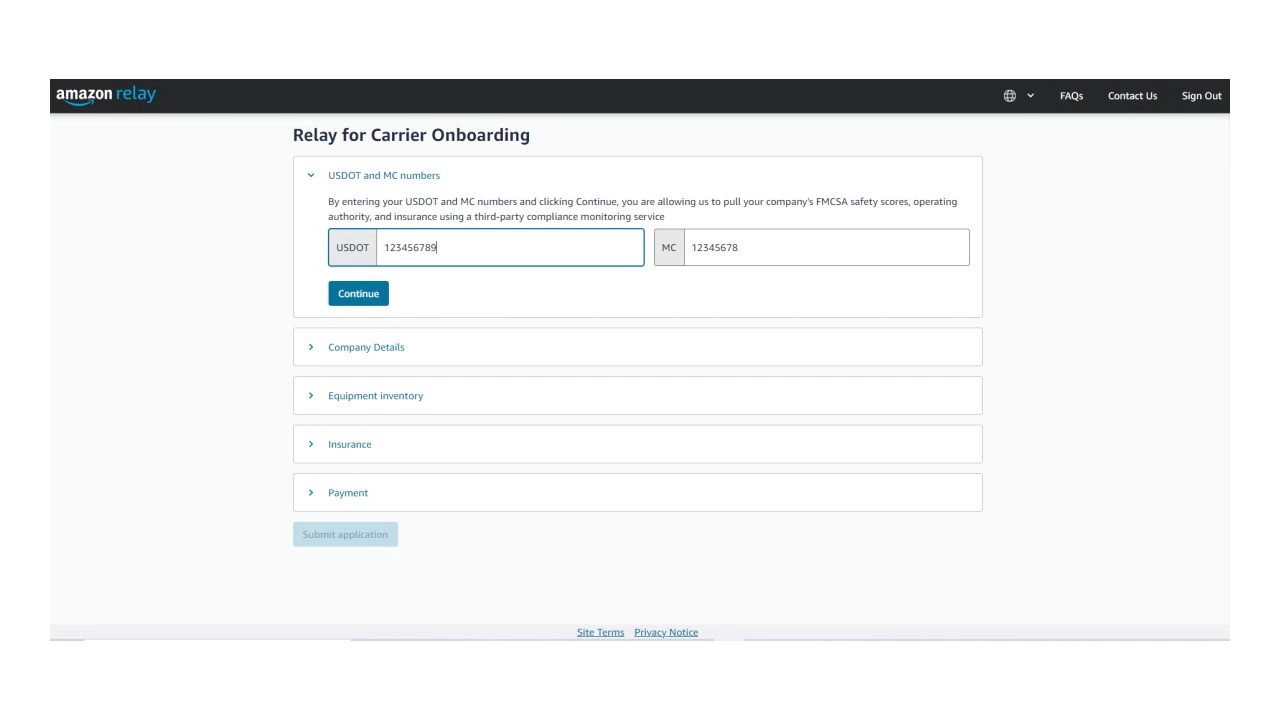 amazon relay
FAQs
Contact Us
Sign Out
Relay for Carrier Onboarding
USDOT and MC numbers
By entering your USDOT and MC numbers and clicking Continue, you are allowing us to pull your company's FMCSA safety scores, operating
authority, and insurance using a third-party compliance monitoring service
USDOT 123456789
MC 12345678
Continue
Company Details
Equipment inventory
Insurance
Payment
Submit application
Site Terms Privacy Notice